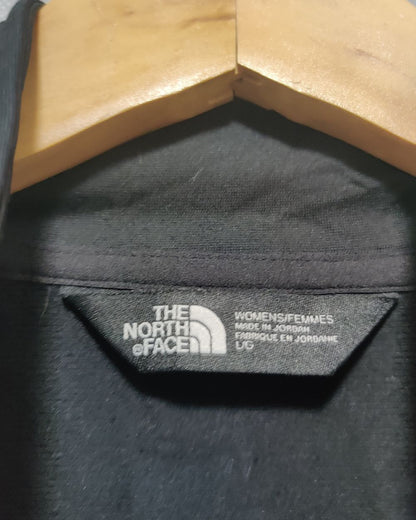 THE
NORTH
FACE
WOMENS/FEMMES
MADE IN JORDAN
FABRIQUE EN JORDANIE
L/G